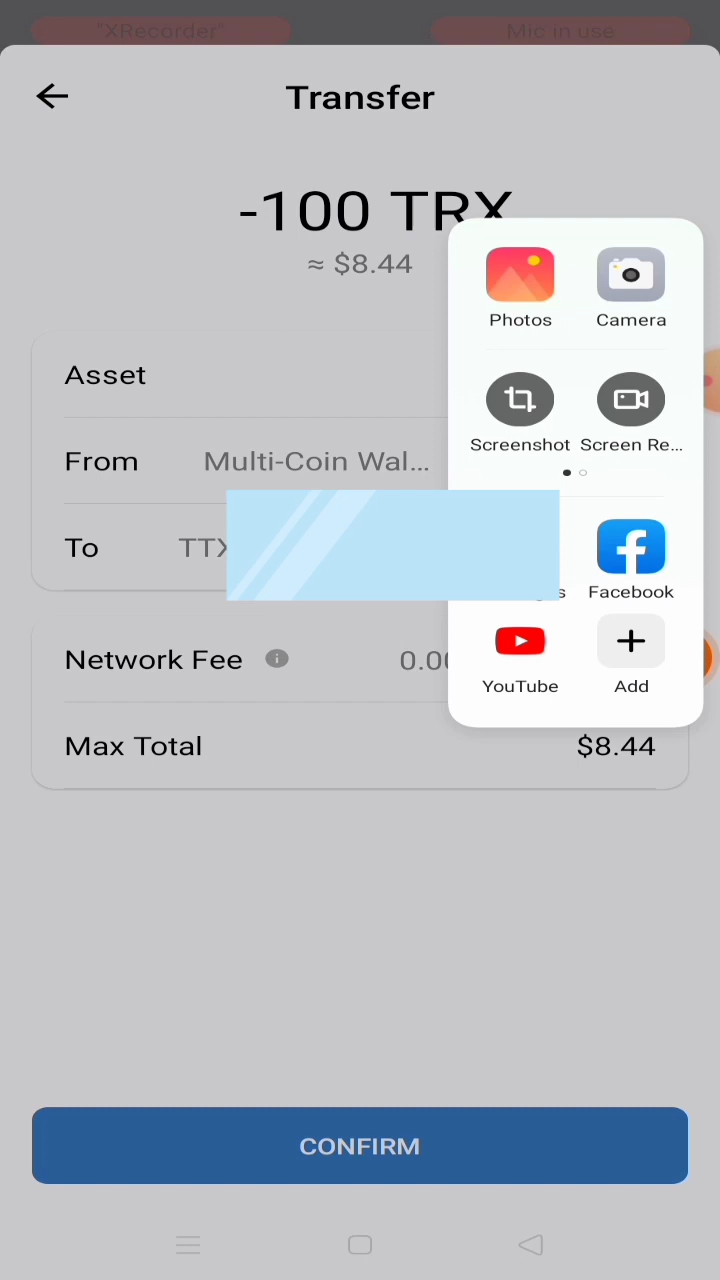 "XRecorder" Mic in use
Transfer
-100 TRX
≈ $8.44
Photos Camera
Asset
Screenshot Screen Re...
From Multi-Coin Wal...
To TTX
Facebook
Network Fee 0.00
YouTube Add
Max Total $8.44
CONFIRM